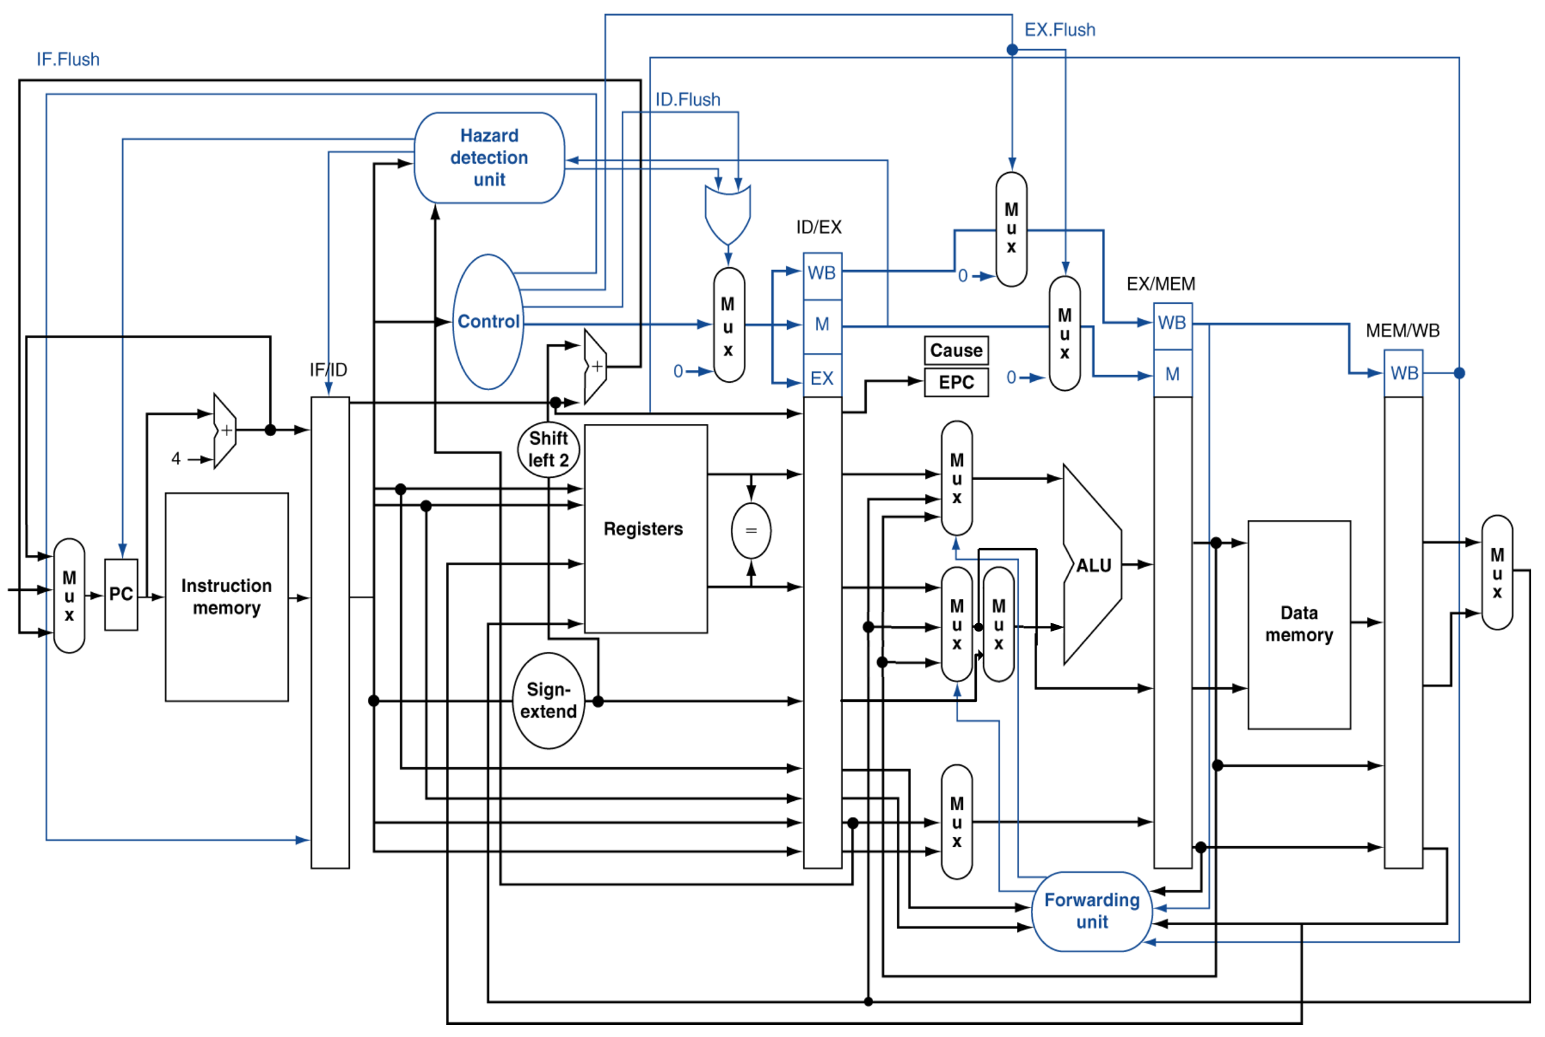 EX.Flush
IF.Flush
ID.Flush
Hazard
detection
unit
M
u
x
ID/EX
WB
0
EX/MEM
M
u
x
Control
M
u
x
M
WB
MEM/WB
Cause
IF/ID
0
EX
EPC
0
M
WB
+
+
4
Shift
left 2
M
u
x
Registers
=
M
u
x
PC
Instruction
memory
M
u
x
M
u
x
ALU
Data
memory
M
u
x
Sign-
extend
M
u
x
Forwarding
unit